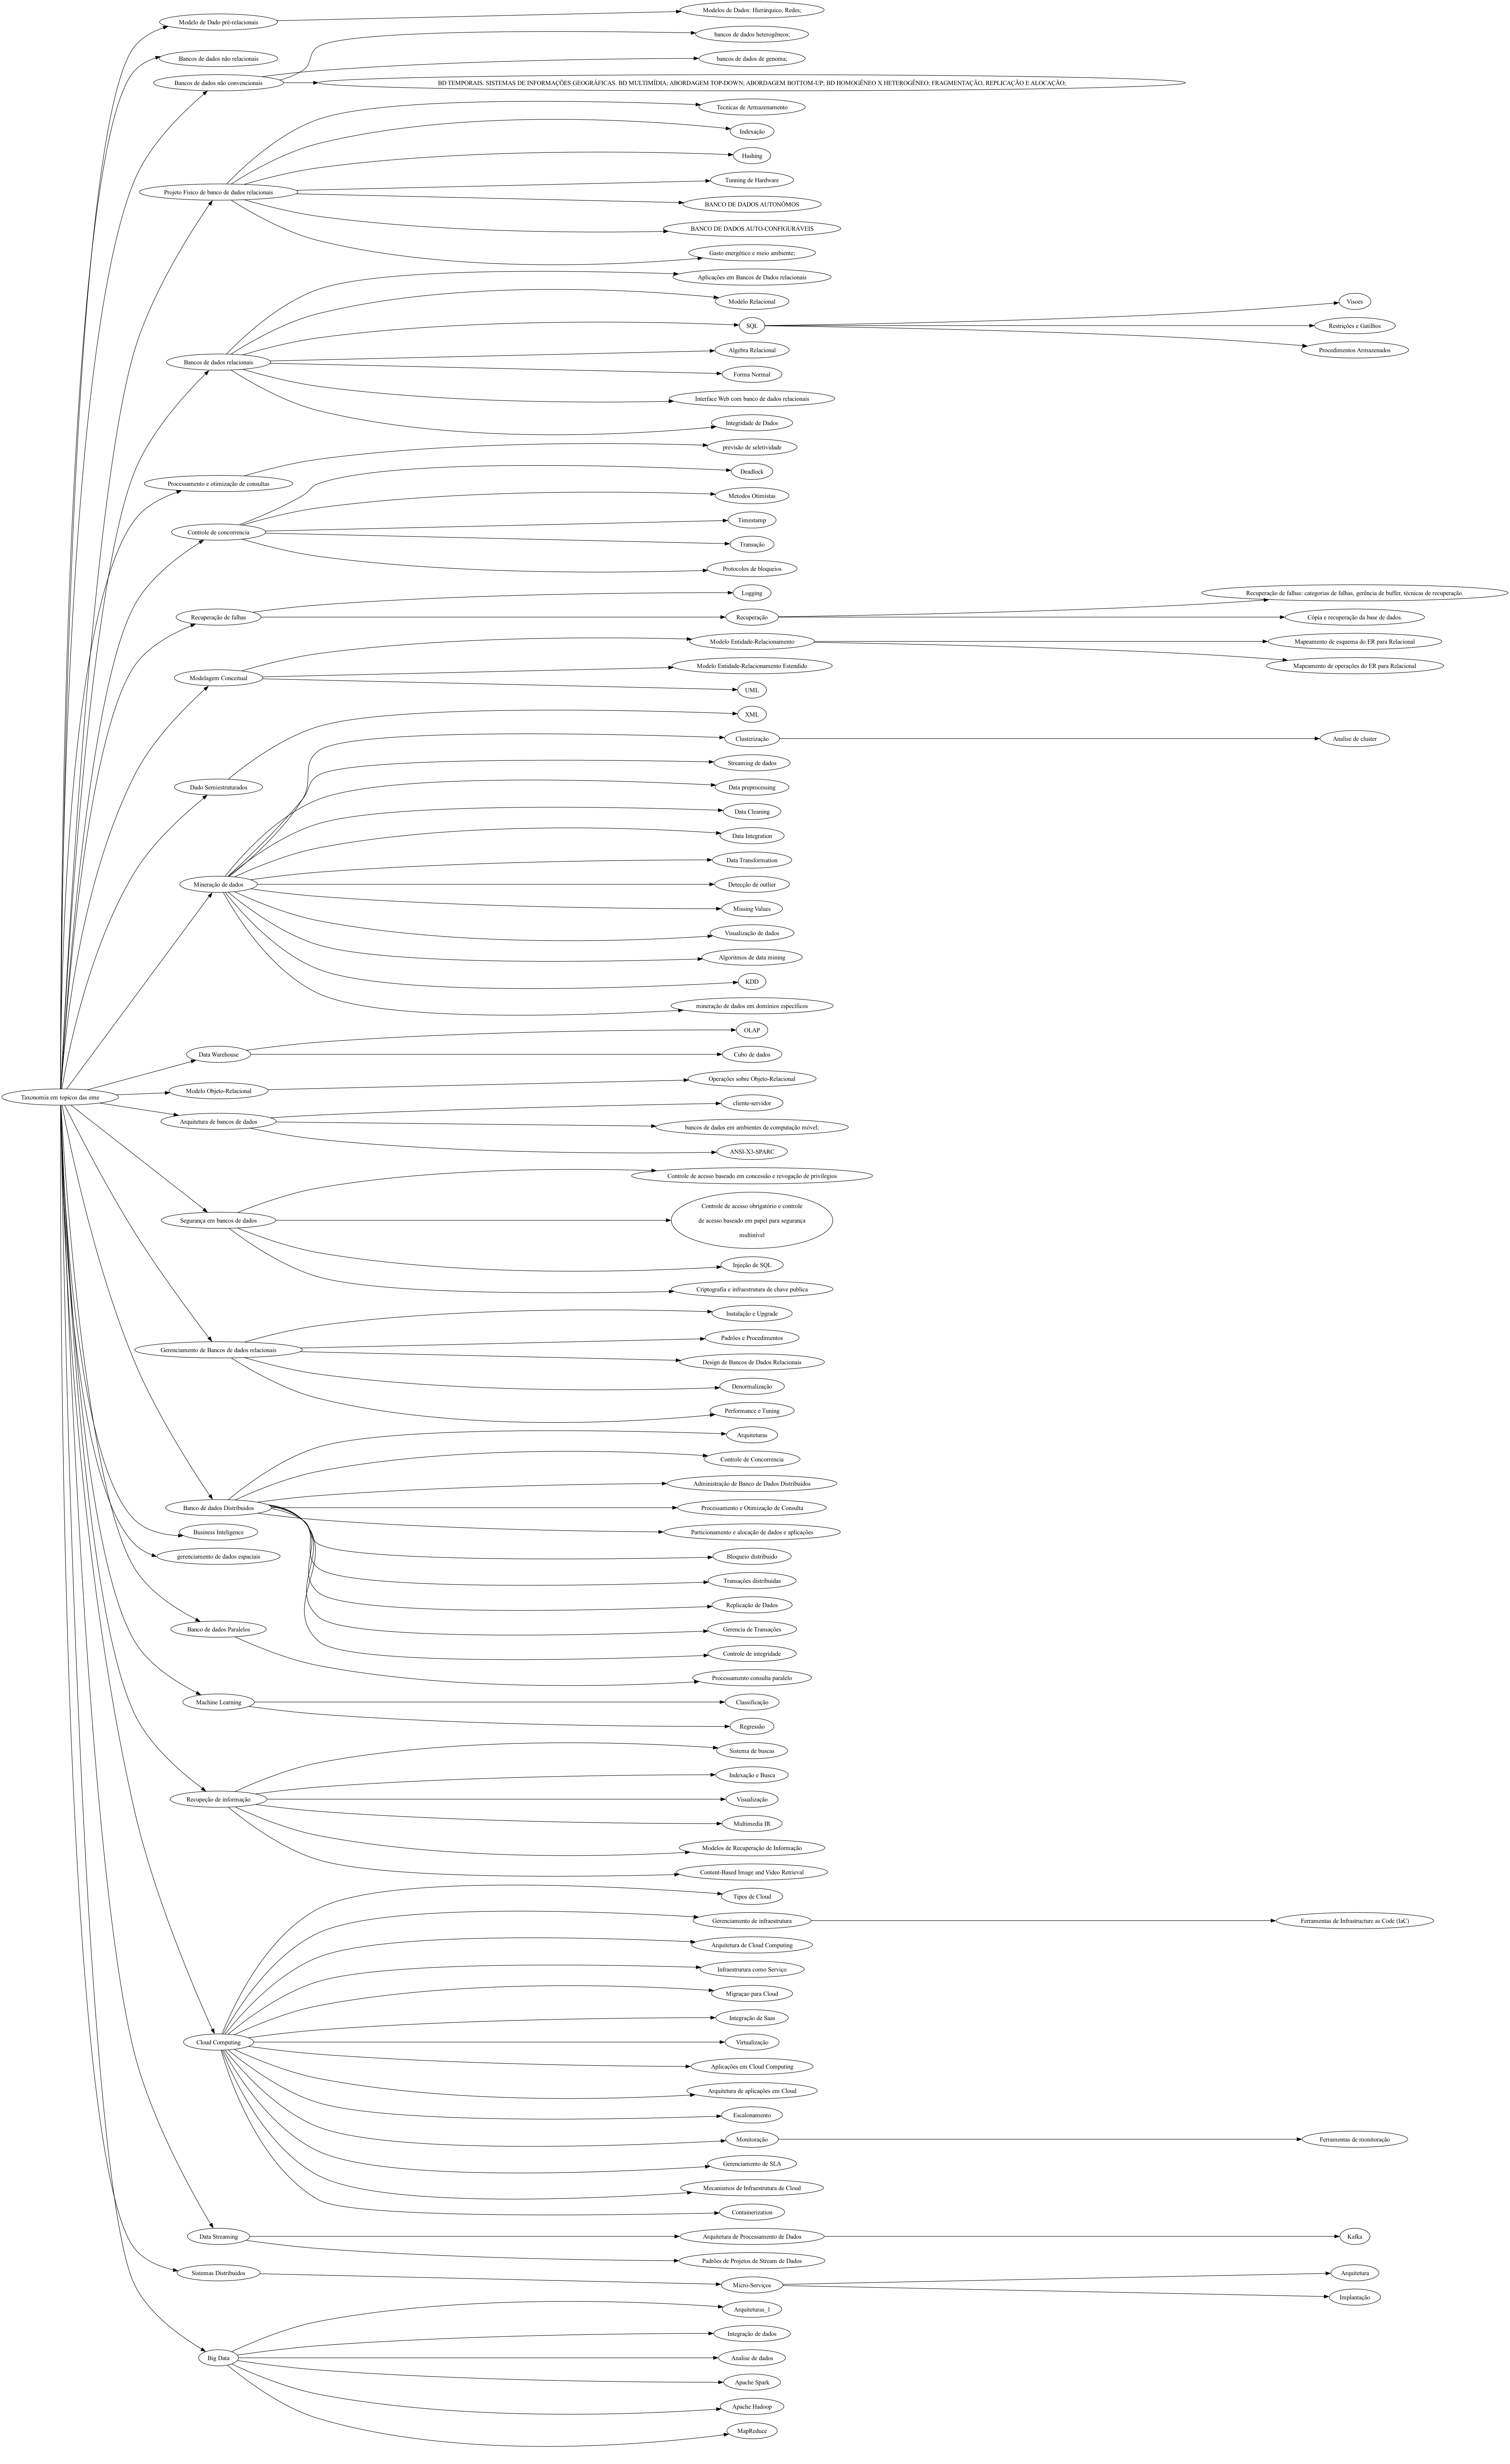 Modelo de Dado pré-relacionais
Modelos de Dados: Hierárquico, Redes;
bancos de dados heterogêneos;
Bancos de dados não relacionais
bancos de dados de genoma;
Bancos de dados não convencionais
BD TEMPORAIS. SISTEMAS DE INFORMAÇÕES GEOGRÁFICAS. BD MULTIMÍDIA; ABORDAGEM TOP-DOWN; ABORDAGEM BOTTOM-UP; BD HOMOGÊNEO X HETEROGÊNEO; FRAGMENTAÇÃO, REPLICAÇÃO E ALOCAÇÃO;
Tecnicas de Armazenamento
Indexação
Hashing
Tunning de Hardware
Projeto Fisico de banco de dados relacionais
BANCO DE DADOS AUTONÔMOS
BANCO DE DADOS AUTO-CONFIGURÁVEIS
Gasto energético e meio ambiente;
Aplicações em Bancos de Dados relacionais
Modelo Relacional
Visoes
SQL
Restrições e Gatilhos
Algebra Relacional
Procedimentos Armazenados
Bancos de dados relacionais
Forma Normal
Interface Web com banco de dados relacionais
Integridade de Dados
previsão de seletividade
Deadlock
Processamento e otimização de consultas
Metodos Otimistas
Timestamp
Controle de concorrencia
Transação
Protocolos de bloqueios
Logging
Recuperação de falhas: categorias de falhas, gerência de buffer, técnicas de recuperação.
Recuperação de falhas
Recuperação
Cópia e recuperação da base de dados.
Modelo Entidade-Relacionamento
Mapeamento de esquema do ER para Relacional
Modelo Entidade-Relacionamento Estendido
Mapeamento de operações do ER para Relacional
Modelagem Conceitual
UML
XML
Clusterização
Analise de cluster
Streaming de dados
Dado Semiestruturados
Data preprocessing
Data Cleaning
Data Integration
Data Transformation
Mineração de dados
Detecção de outlier
Missing Values
Visualização de dados
Algoritmos de data mining
KDD
mineração de dados em domínios específicos
OLAP
Data Warehouse
Cubo de dados
Operações sobre Objeto-Relacional
Modelo Objeto-Relacional
Taxonomia em topicos das eme
cliente-servidor
Arquitetura de bancos de dados
bancos de dados em ambientes de computação móvel;
ANSI-X3-SPARC
Controle de acesso baseado em concessão e revogação de privilegios
Controle de acesso obrigatório e controle
Segurança em bancos de dados
de acesso baseado em papel para segurança
multinível
Injeção de SQL
Criptografia e infraestrutura de chave publica
Instalação e Upgrade
Padrões e Procedimentos
Gerenciamento de Bancos de dados relacionais
Design de Bancos de Dados Relacionais
Denormalização
Performance e Tuning
Arquiteturas
Controle de Concorrencia
Administração de Banco de Dados Distribuidos
Banco de dados Distribuidos
Processamento e Otimização de Consulta
Business Inteligence
Particionamento e alocação de dados e aplicações
gerenciamento de dados espaciais
Bloqueio distribuido
Transações distribuidas
Replicação de Dados
Banco de dados Paralelos
Gerencia de Transações
Controle de integridade
Processamento consulta paralelo
Machine Learning
Classificação
Regressão
Sistema de buscas
Indexação e Busca
Recupeção de informação
Visualização
Multimedia IR
Modelos de Recuperação de Informação
Content-Based Image and Video Retrieval
Tipos de Cloud
Gerenciamento de infraestrutura
Ferramentas de Infrastructure as Code (IaC)
Arquitetura de Cloud Computing
Infraestrurura como Serviço
Migraçao para Cloud
Integração de Saas
Cloud Computing
Virtualização
Aplicações em Cloud Computing
Arquitetura de aplicações em Cloud
Escalonamento
Monitoração
Ferramentas de monitoração
Gerenciamento de SLA
Mecanismos de Infraestrutura de Cloud
Containerization
Data Streaming
Arquitetura de Processamento de Dados
Kafka
Padrões de Projetos de Stream de Dados
Sistemas Distribuidos
Micro-Serviços
Arquitetura
Implantação
Arquiteturas_1
Integração de dados
Big Data
Analise de dados
Apache Spark
Apache Hadoop
MapReduce